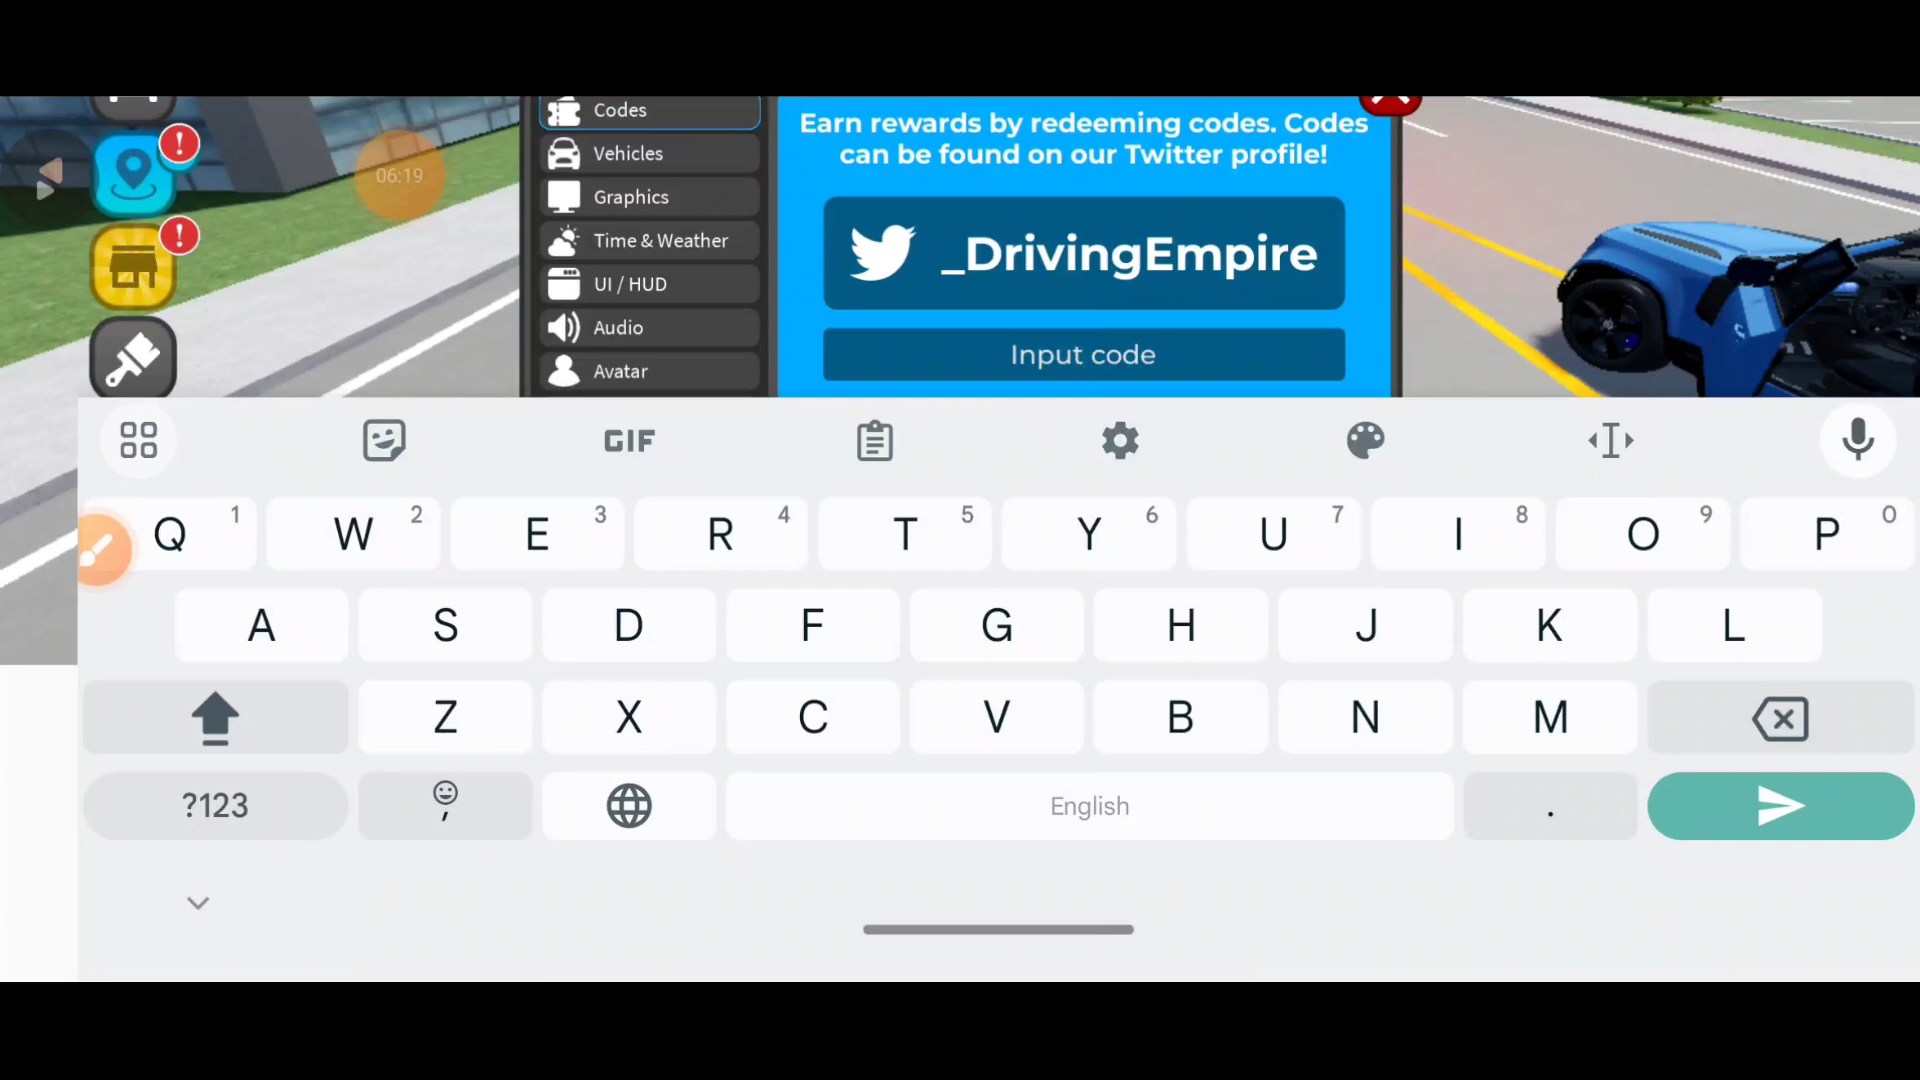 Codes
Vehicles
Graphics
Time & Weather
UI / HUD
Audio
Avatar
Earn rewards by redeeming codes. Codes
can be found on our Twitter profile!
_DrivingEmpire
Input code
!
!
06:19
GIF
Q 1 W 2 E 3 R 4 T 5 Y 6 U 7 I 8 O 9 P 0
A S D F G H J K L
Z X C V B N M
?123 , English .